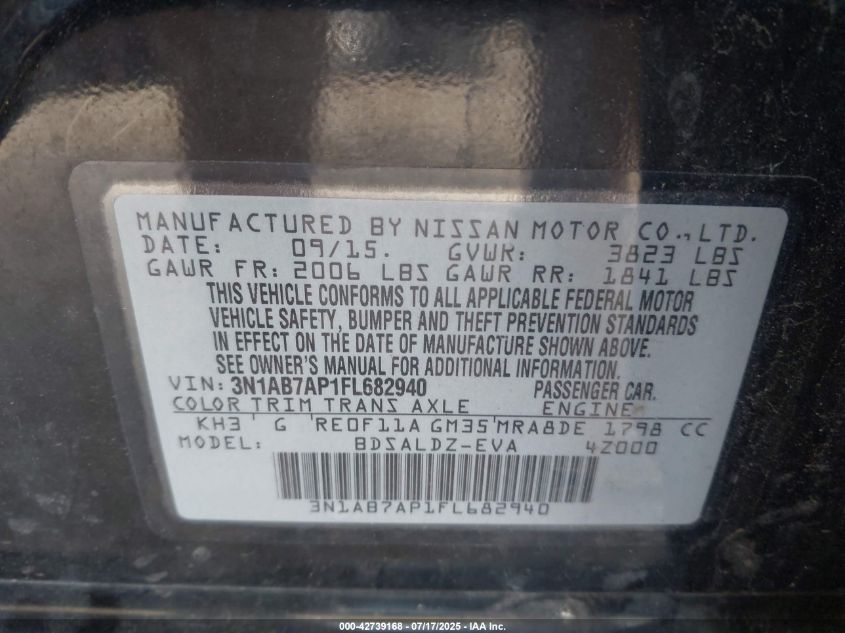 MANUFACTURED BY NISSAN MOTOR CO.,LTD.
DATE: 09/15. GVWR: 3823 LBS
GAWR FR: 2006 LBS GAWR RR: 1841 LBS
THIS VEHICLE CONFORMS TO ALL APPLICABLE FEDERAL MOTOR
VEHICLE SAFETY, BUMPER AND THEFT PREVENTION STANDARDS
IN EFFECT ON THE DATE OF MANUFACTURE SHOWN ABOVE.
SEE OWNER'S MANUAL FOR ADDITIONAL INFORMATION.
VIN: 3N1AB7AP1FL682940 PASSENGER CAR.
COLOR TRIM TRANS AXLE ENGINE
KH3 ' G 'RE0F11A GM35'MRA8DE 1798 CC
MODEL: BDSALDZ-EVA 4Z000
3N1AB7AP1FL682940
000-42739168 - 07/17/2025 - IAA Inc.